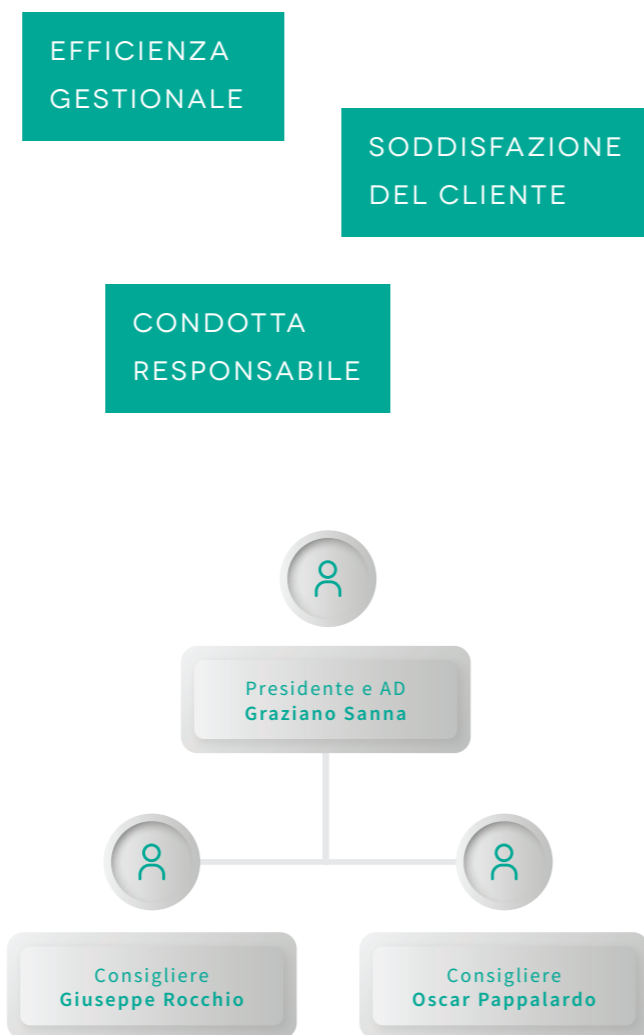 EFFICIENZA
GESTIONALE
SODDISFAZIONE
DEL CLIENTE
CONDOTTA
RESPONSABILE
Presidente e AD
Graziano Sanna
Consigliere
Giuseppe Rocchio
Consigliere
Oscar Pappalardo